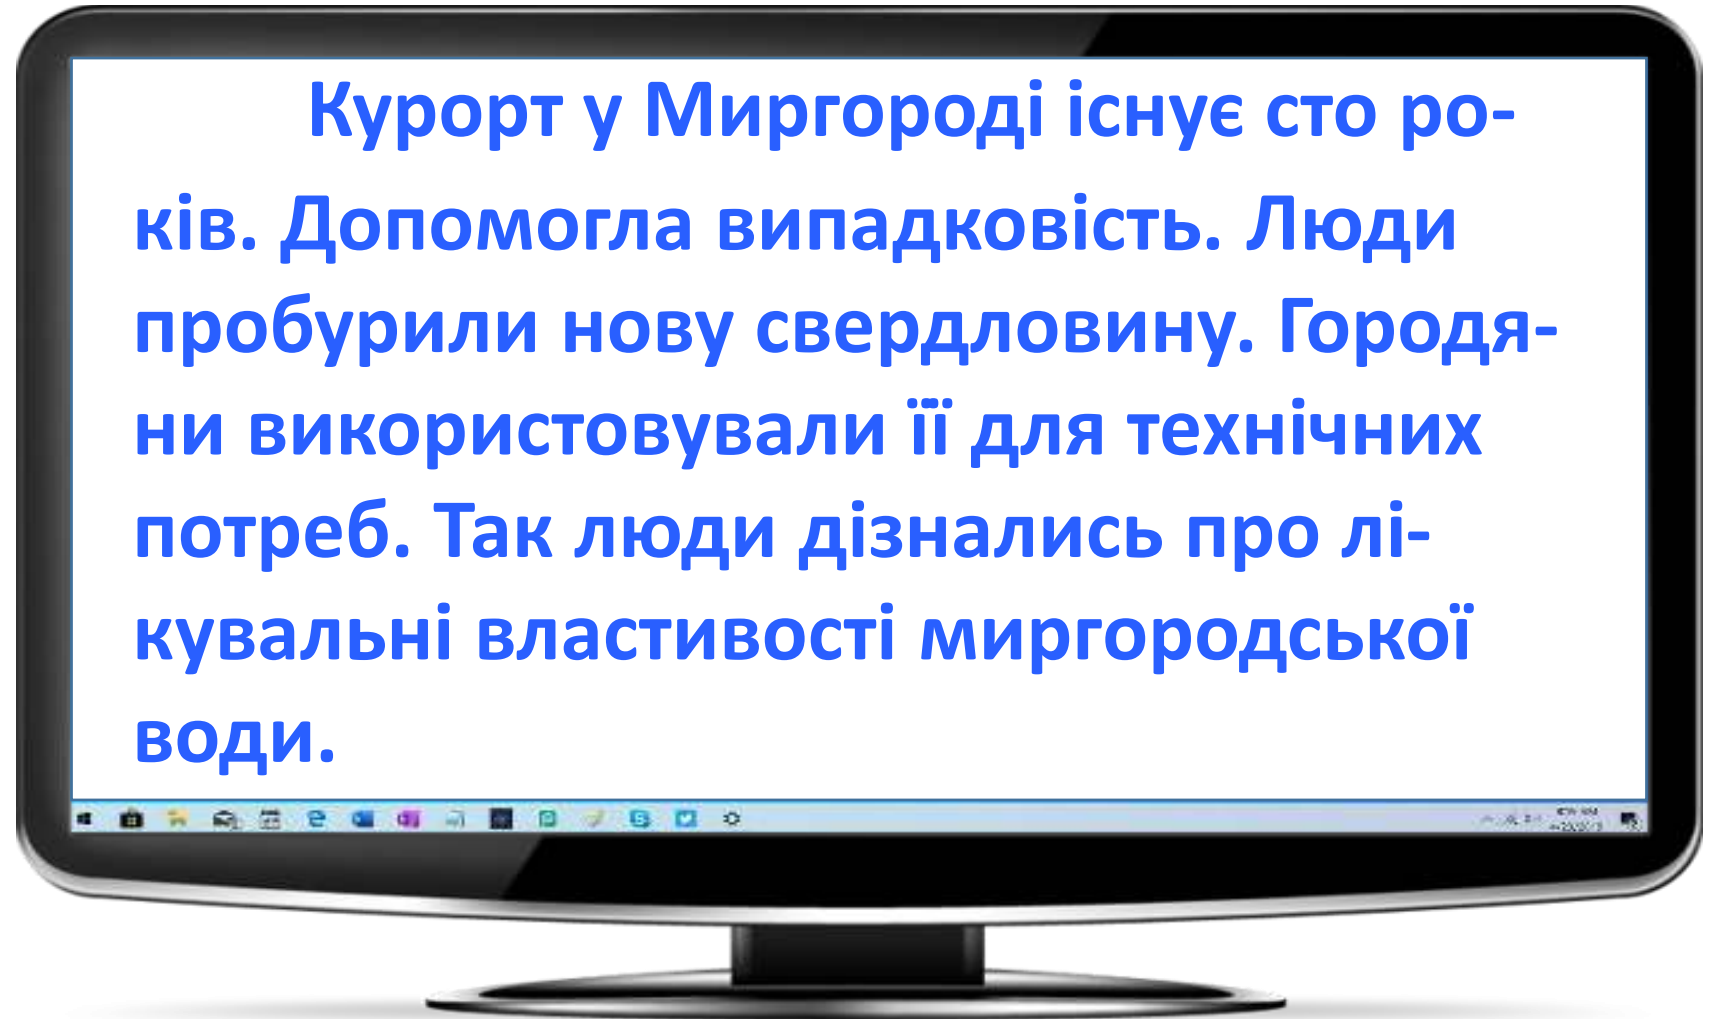 Курорт у Миргороді існує сто ро-
ків. Допомогла випадковість. Люди
пробурили нову свердловину. Городя-
ни використовували її для технічних
потреб. Так люди дізнались про лі-
кувальні властивості миргородської
води.